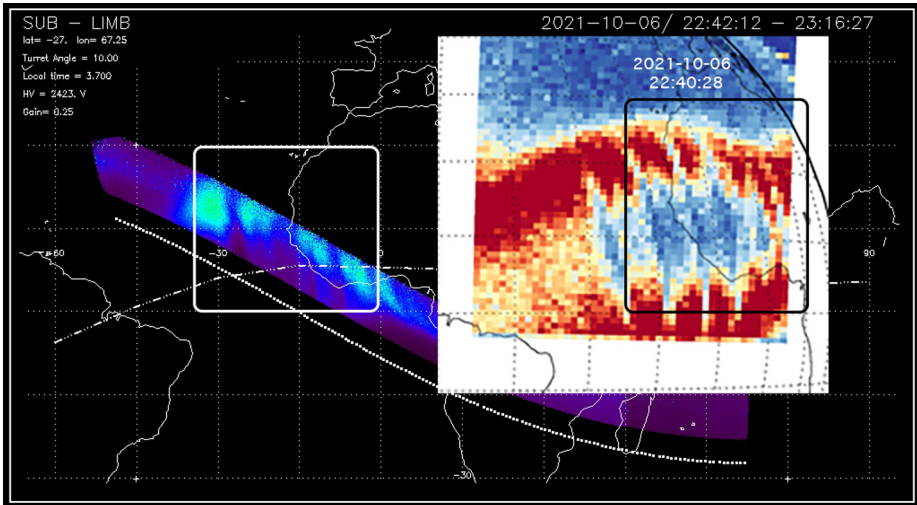 SUB - LIMB
2021-10-06/ 22:42:12 - 23:16:27
lat= -27. lon= 67.25
Turret Angle = 10.00
Local time = 3.700
HV = 2423. V
Gain= 0.25
2021-10-06
22:40:28
-60
-30
0
90
-30